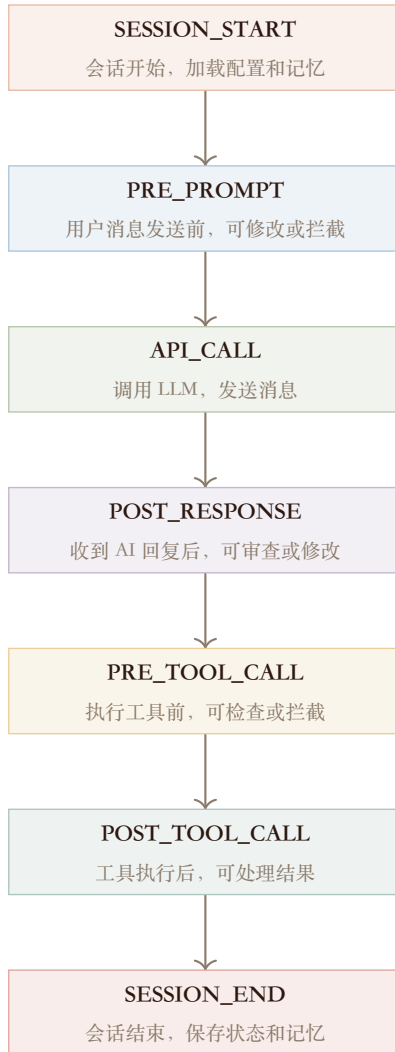 SESSION_START
会话开始，加载配置和记忆
PRE_PROMPT
用户消息发送前，可修改或拦截
API_CALL
调用 LLM，发送消息
POST_RESPONSE
收到 AI 回复后，可审查或修改
PRE_TOOL_CALL
执行工具前，可检查或拦截
POST_TOOL_CALL
工具执行后，可处理结果
SESSION_END
会话结束，保存状态和记忆